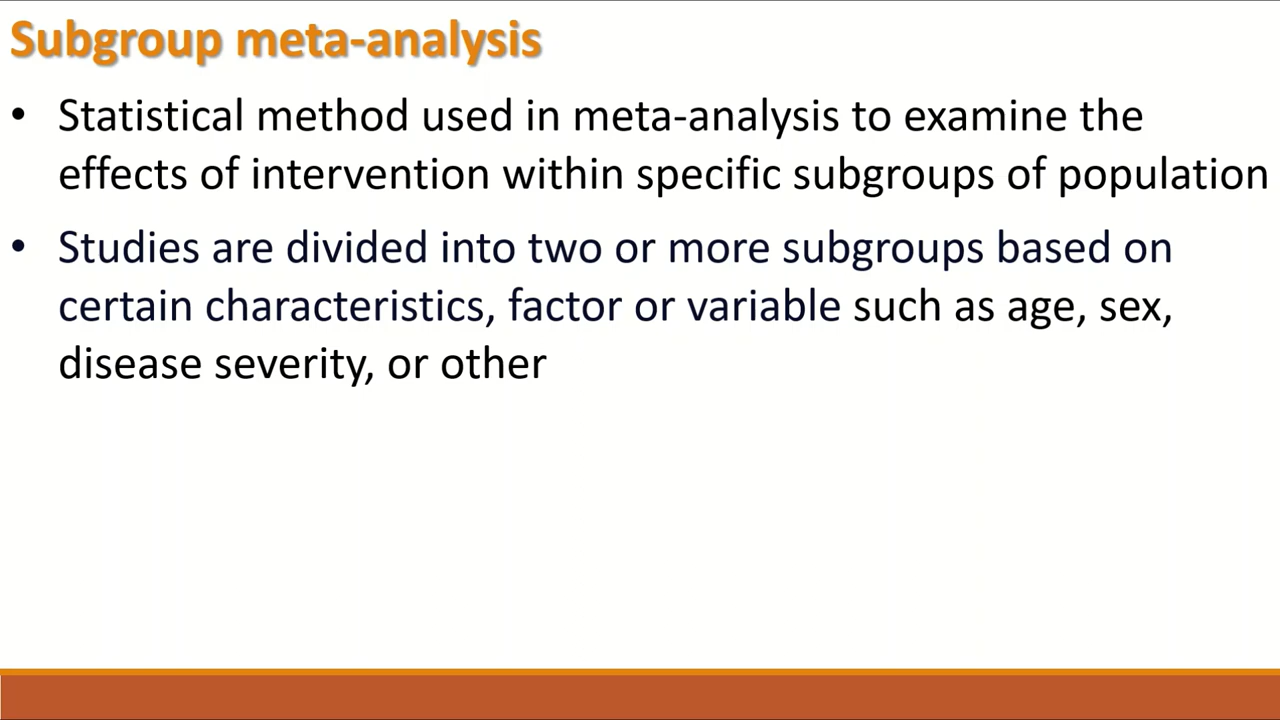 Subgroup meta-analysis
• Statistical method used in meta-analysis to examine the
effects of intervention within specific subgroups of population
• Studies are divided into two or more subgroups based on
certain characteristics, factor or variable such as age, sex,
disease severity, or other